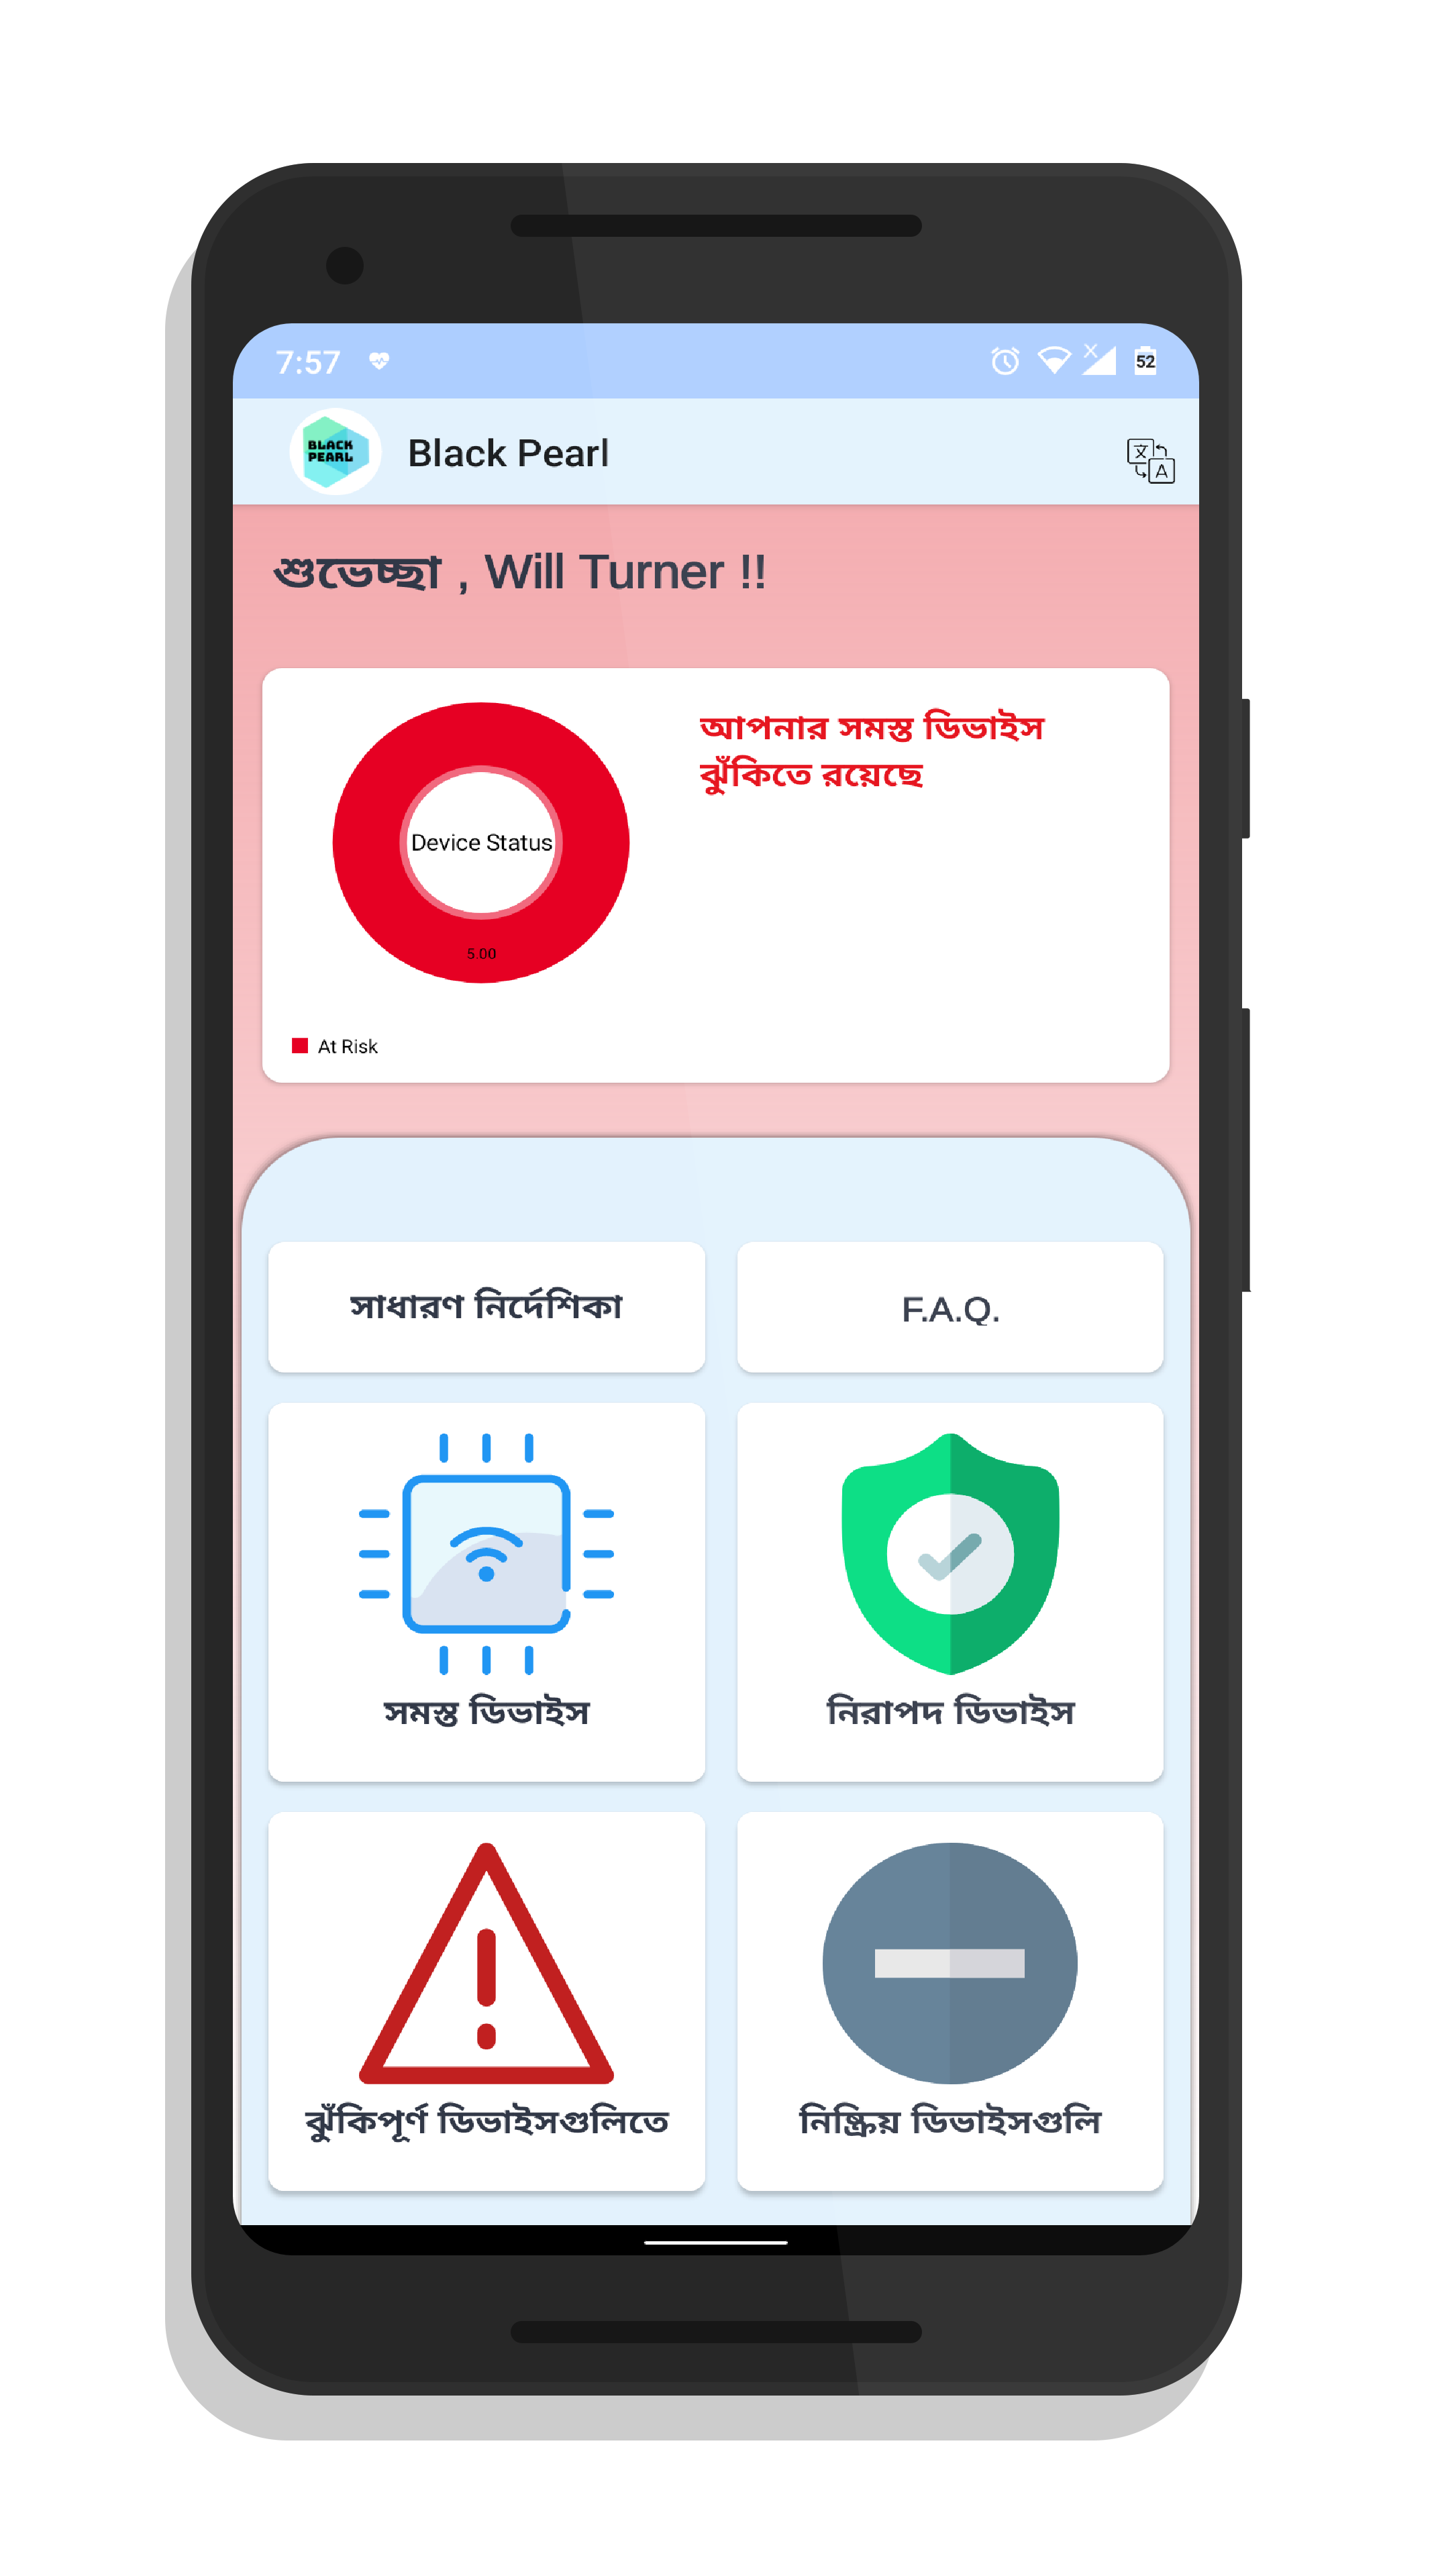 7:57
52
BLACK
PEARL
Black Pearl
文
A
শুভেচ্ছা , Will Turner !!
আপনার সমস্ত ডিভাইস
ঝুঁকিতে রয়েছে
Device Status
5.00
At Risk
সাধারণ নির্দেশিকা
F.A.Q.
সমস্ত ডিভাইস
নিরাপদ ডিভাইস
ঝুঁকিপূর্ণ ডিভাইসগুলিতে
নিষ্ক্রিয় ডিভাইসগুলি